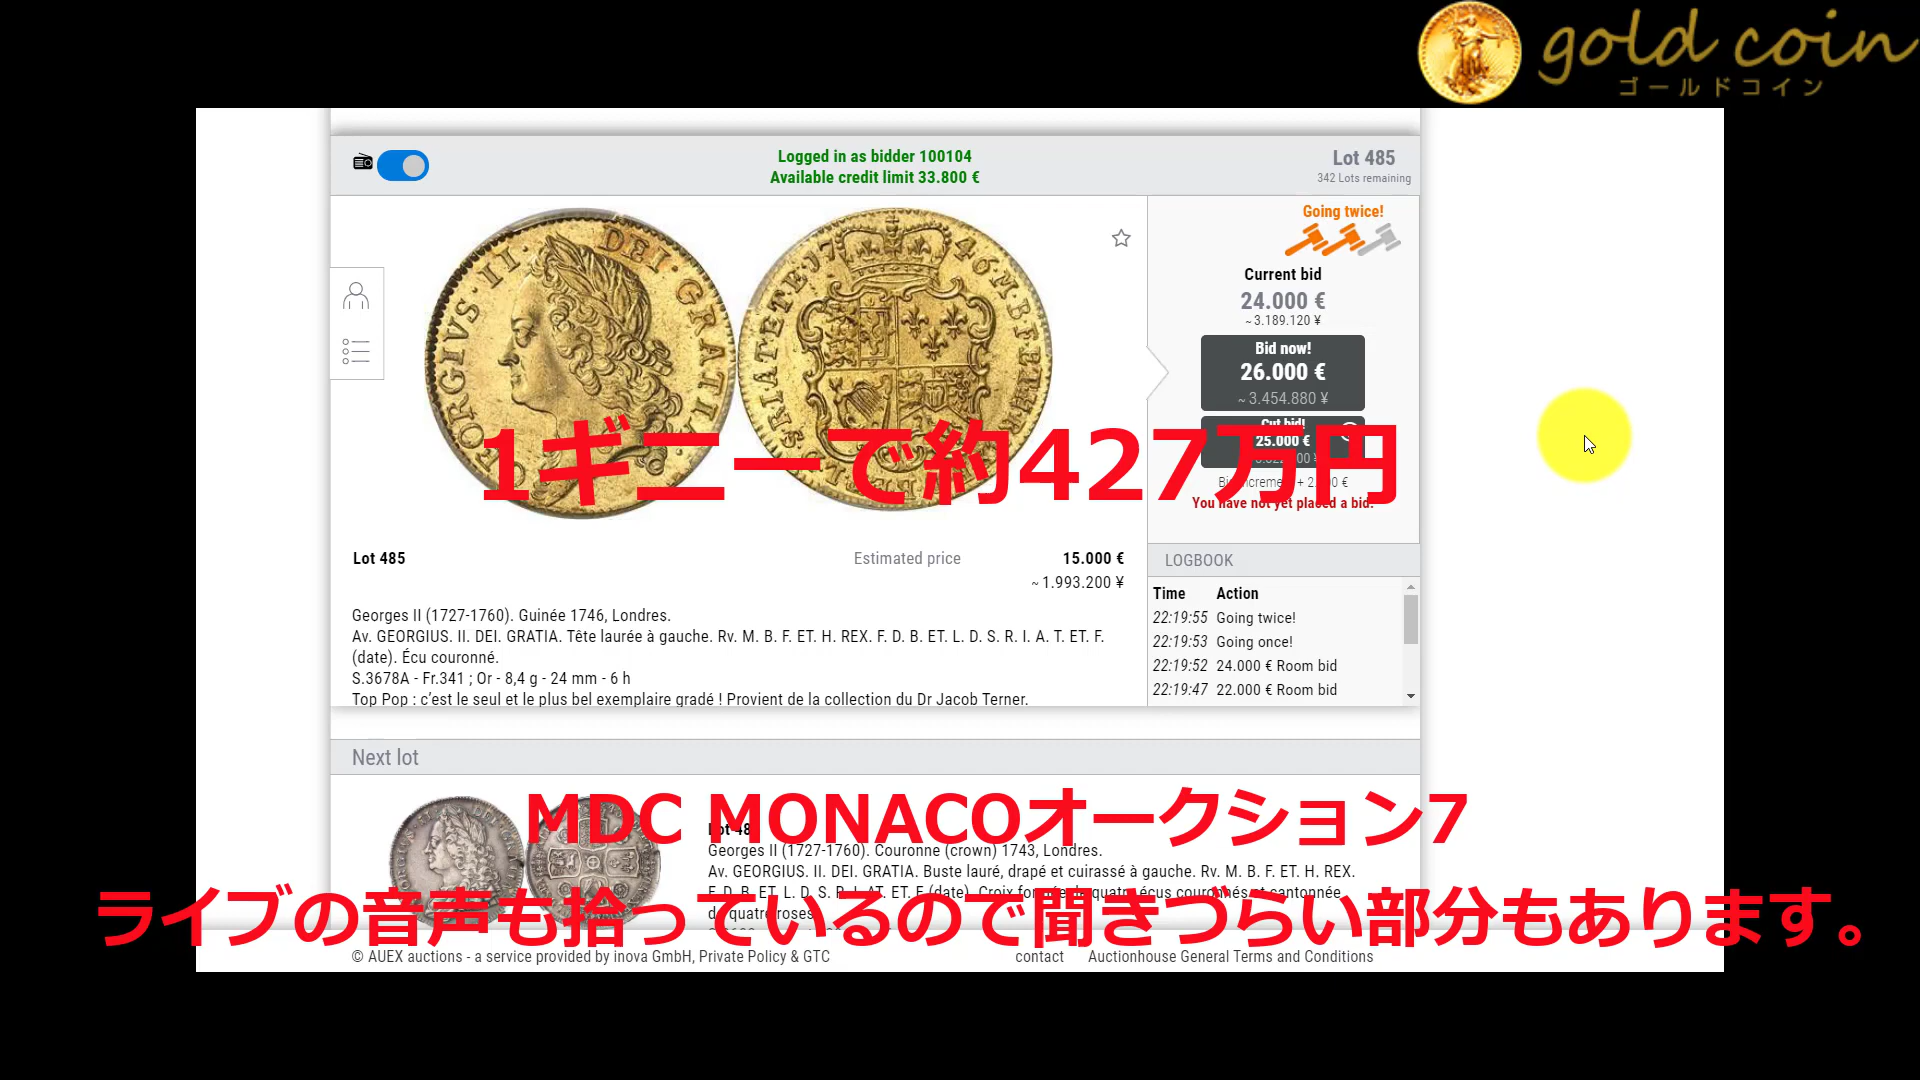 gold coin
ゴールドコイン
Logged in as bidder 100104
Available credit limit 33.800 €
Lot 485
342 Lots remaining
GEORGIVS·II· DEI·GRATIA·
Going twice!
Current bid
24.000 €
~ 3.189.120 ¥
Bid now!
26.000 €
~ 3.454.880 ¥
Cut bid!
25.000 €
1ギニーで約427万円
You have not yet placed a bid.
Lot 485
Estimated price
15.000 €
~ 1.993.200 ¥
Georges II (1727-1760). Guinée 1746, Londres.
Av. GEORGIUS. II. DEI. GRATIA. Tête laurée à gauche. Rv. M. B. F. ET. H. REX. F. D. B. ET. L. D. S. R. I. A. T. ET. F.
(date). Écu couronné.
S.3678A - Fr.341 ; Or - 8,4 g - 24 mm - 6 h
Top Pop : c'est le seul et le plus bel exemplaire gradé ! Provient de la collection du Dr Jacob Terner.
LOGBOOK
Time Action
22:19:55 Going twice!
22:19:53 Going once!
22:19:52 24.000 € Room bid
22:19:47 22.000 € Room bid
Next lot
MDC MONACOオークション7
Georges II (1727-1760). Couronne (crown) 1743, Londres.
Av. GEORGIUS. II. DEI. GRATIA. Buste lauré, drapé et cuirassé à gauche. Rv. M. B. F. ET. H. REX.
ライブの音声も拾っているので聞きづらい部分もあります。
© AUEX auctions - a service provided by inova GmbH, Private Policy & GTC
contact
Auctionhouse General Terms and Conditions